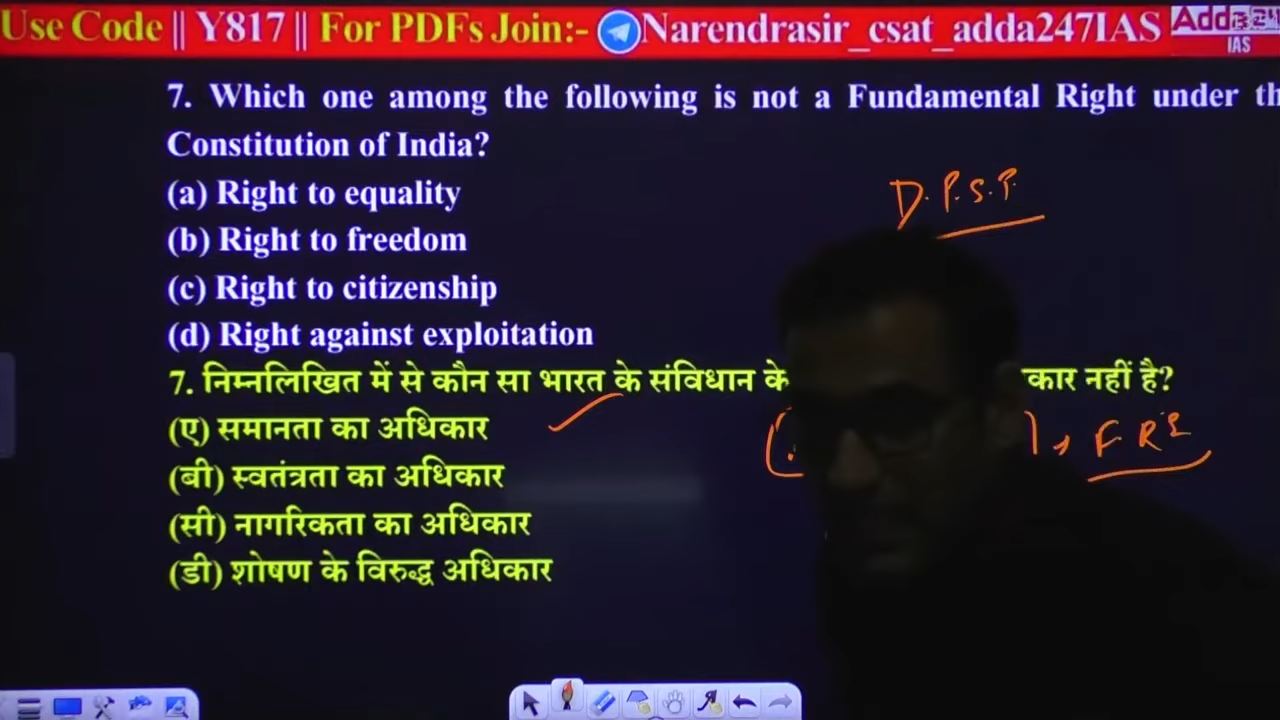 Use Code || Y817 || For PDFs Join:- Narendrasir_csat_adda247IAS
IAS
7. Which one among the following is not a Fundamental Right under th
Constitution of India?
(a) Right to equality
(b) Right to freedom
(c) Right to citizenship
(d) Right against exploitation
D.P.S.P.
7. निम्नलिखित में से कौन सा भारत के संविधान के कार नहीं है?
(ए) समानता का अधिकार
(बी) स्वतंत्रता का अधिकार
(सी) नागरिकता का अधिकार
(डी) शोषण के विरुद्ध अधिकार